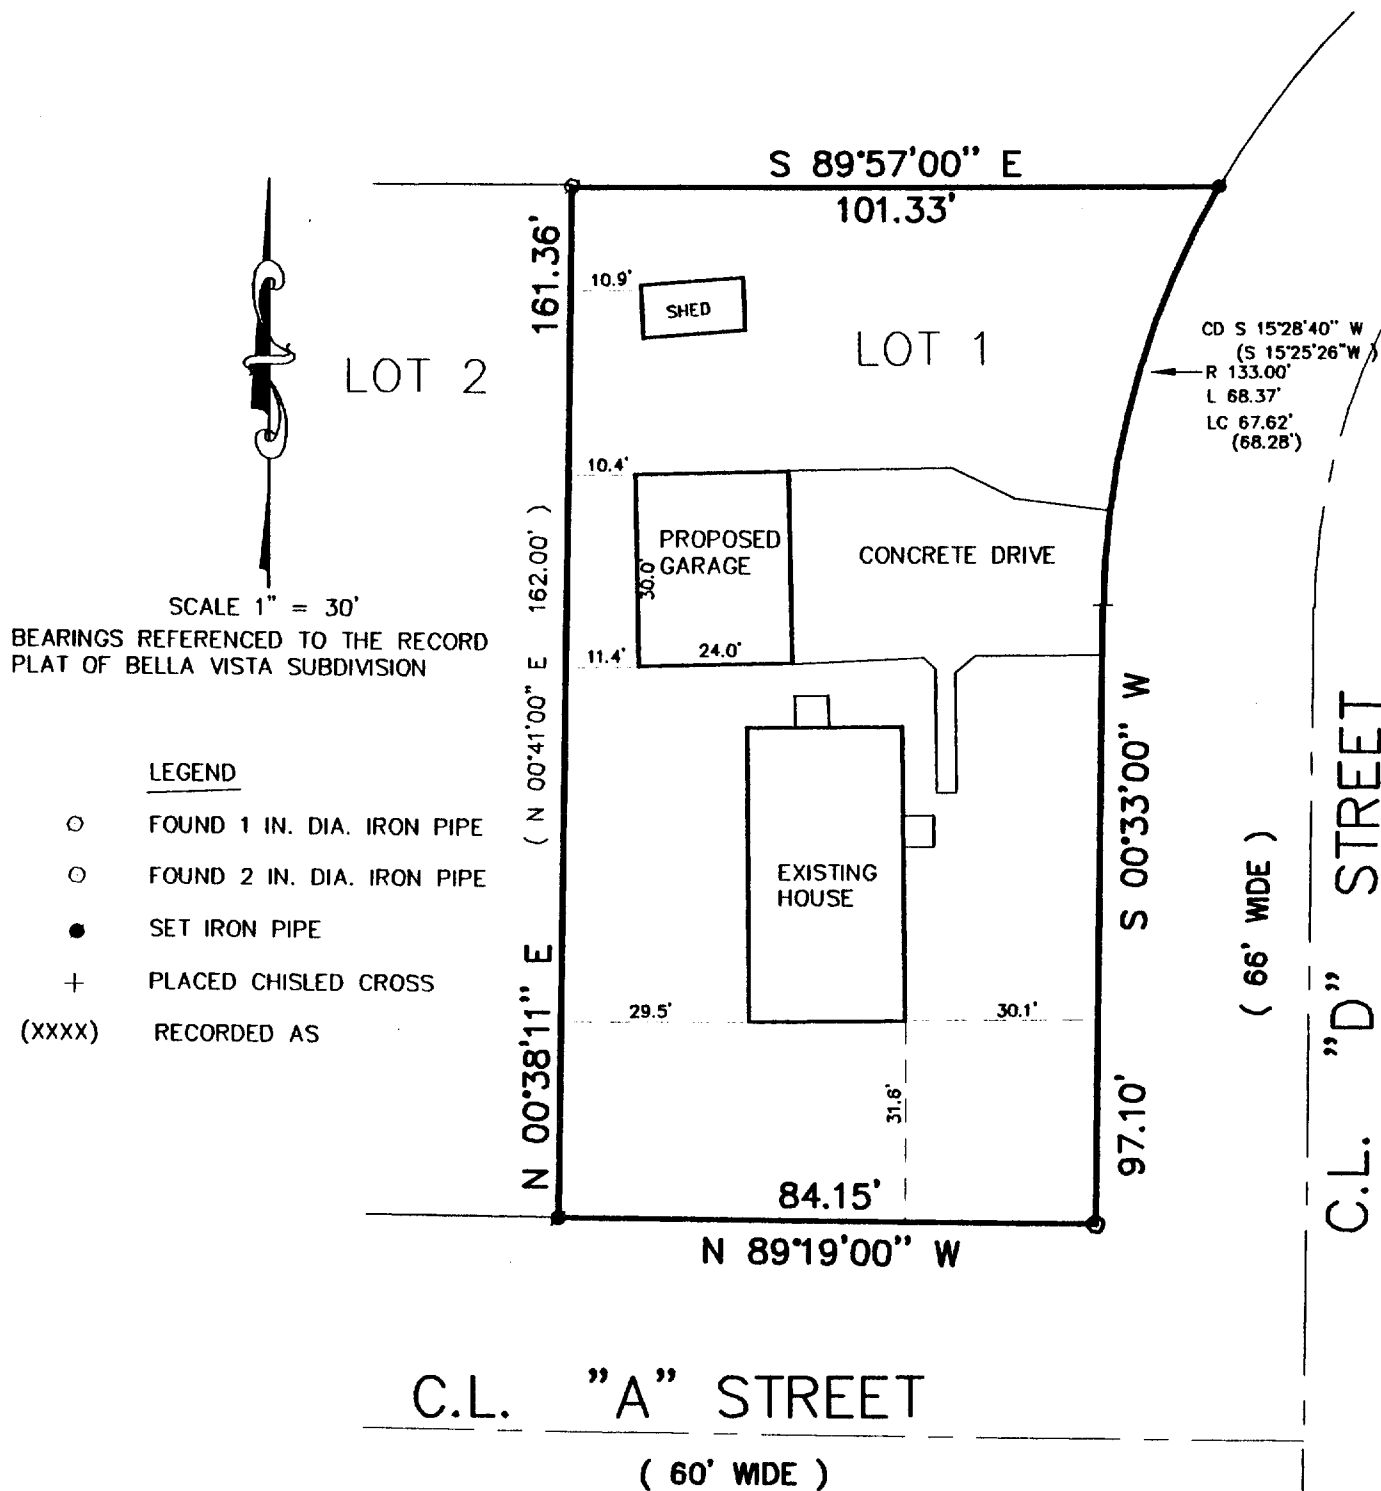 S 89°57'00" E
101.33'
161.36'
10.9'
SHED
LOT 1
LOT 2
CD S 15°28'40" W
(S 15°25'26"W )
R 133.00'
L 68.37'
LC 67.62'
(68.28')
10.4'
PROPOSED
GARAGE
30.0'
CONCRETE DRIVE
11.4'
24.0'
( N 00°41'00" E 162.00' )
SCALE 1" = 30'
BEARINGS REFERENCED TO THE RECORD
PLAT OF BELLA VISTA SUBDIVISION
LEGEND
FOUND 1 IN. DIA. IRON PIPE
FOUND 2 IN. DIA. IRON PIPE
SET IRON PIPE
+ PLACED CHISLED CROSS
(XXXX) RECORDED AS
EXISTING
HOUSE
29.5'
30.1'
31.6'
N 00°38'11" E
S 00°33'00" W
97.10'
( 66' WIDE )
C.L. "D" STREET
84.15'
N 89°19'00" W
C.L. "A" STREET
( 60' WIDE )